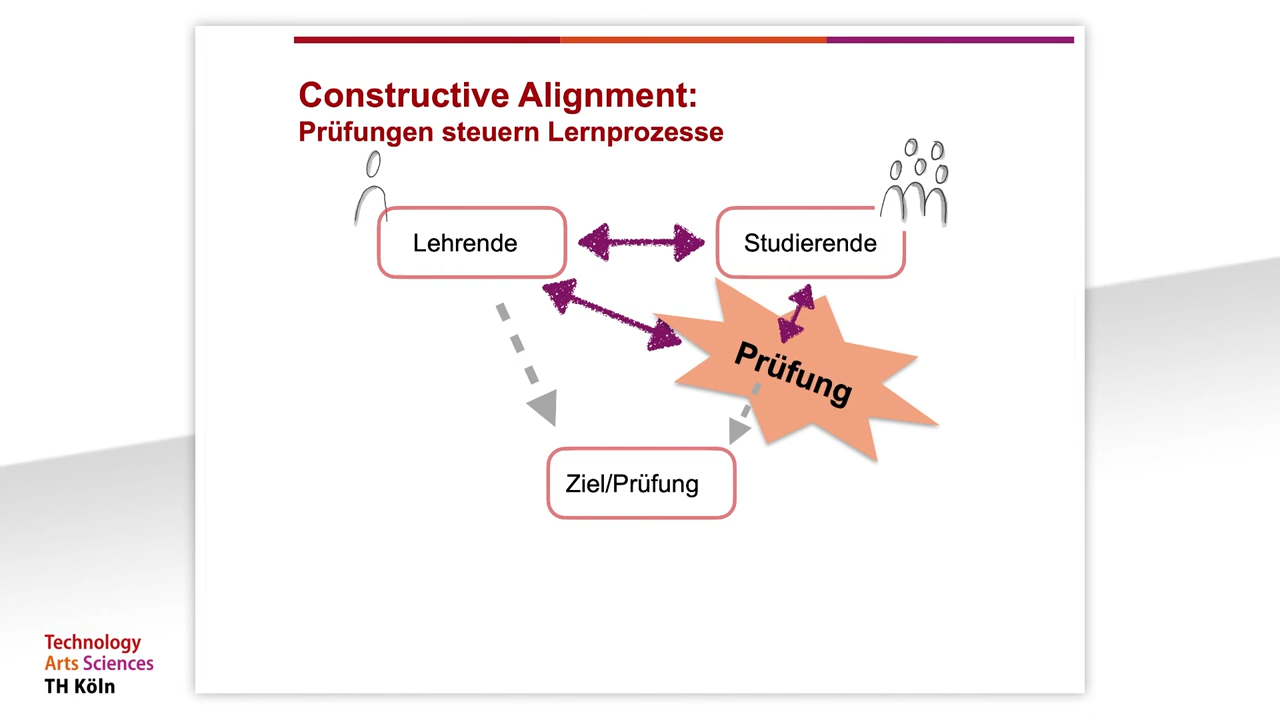 Constructive Alignment:
Prüfungen steuern Lernprozesse
Lehrende
Studierende
Prüfung
Ziel/Prüfung
Technology
Arts Sciences
TH Köln